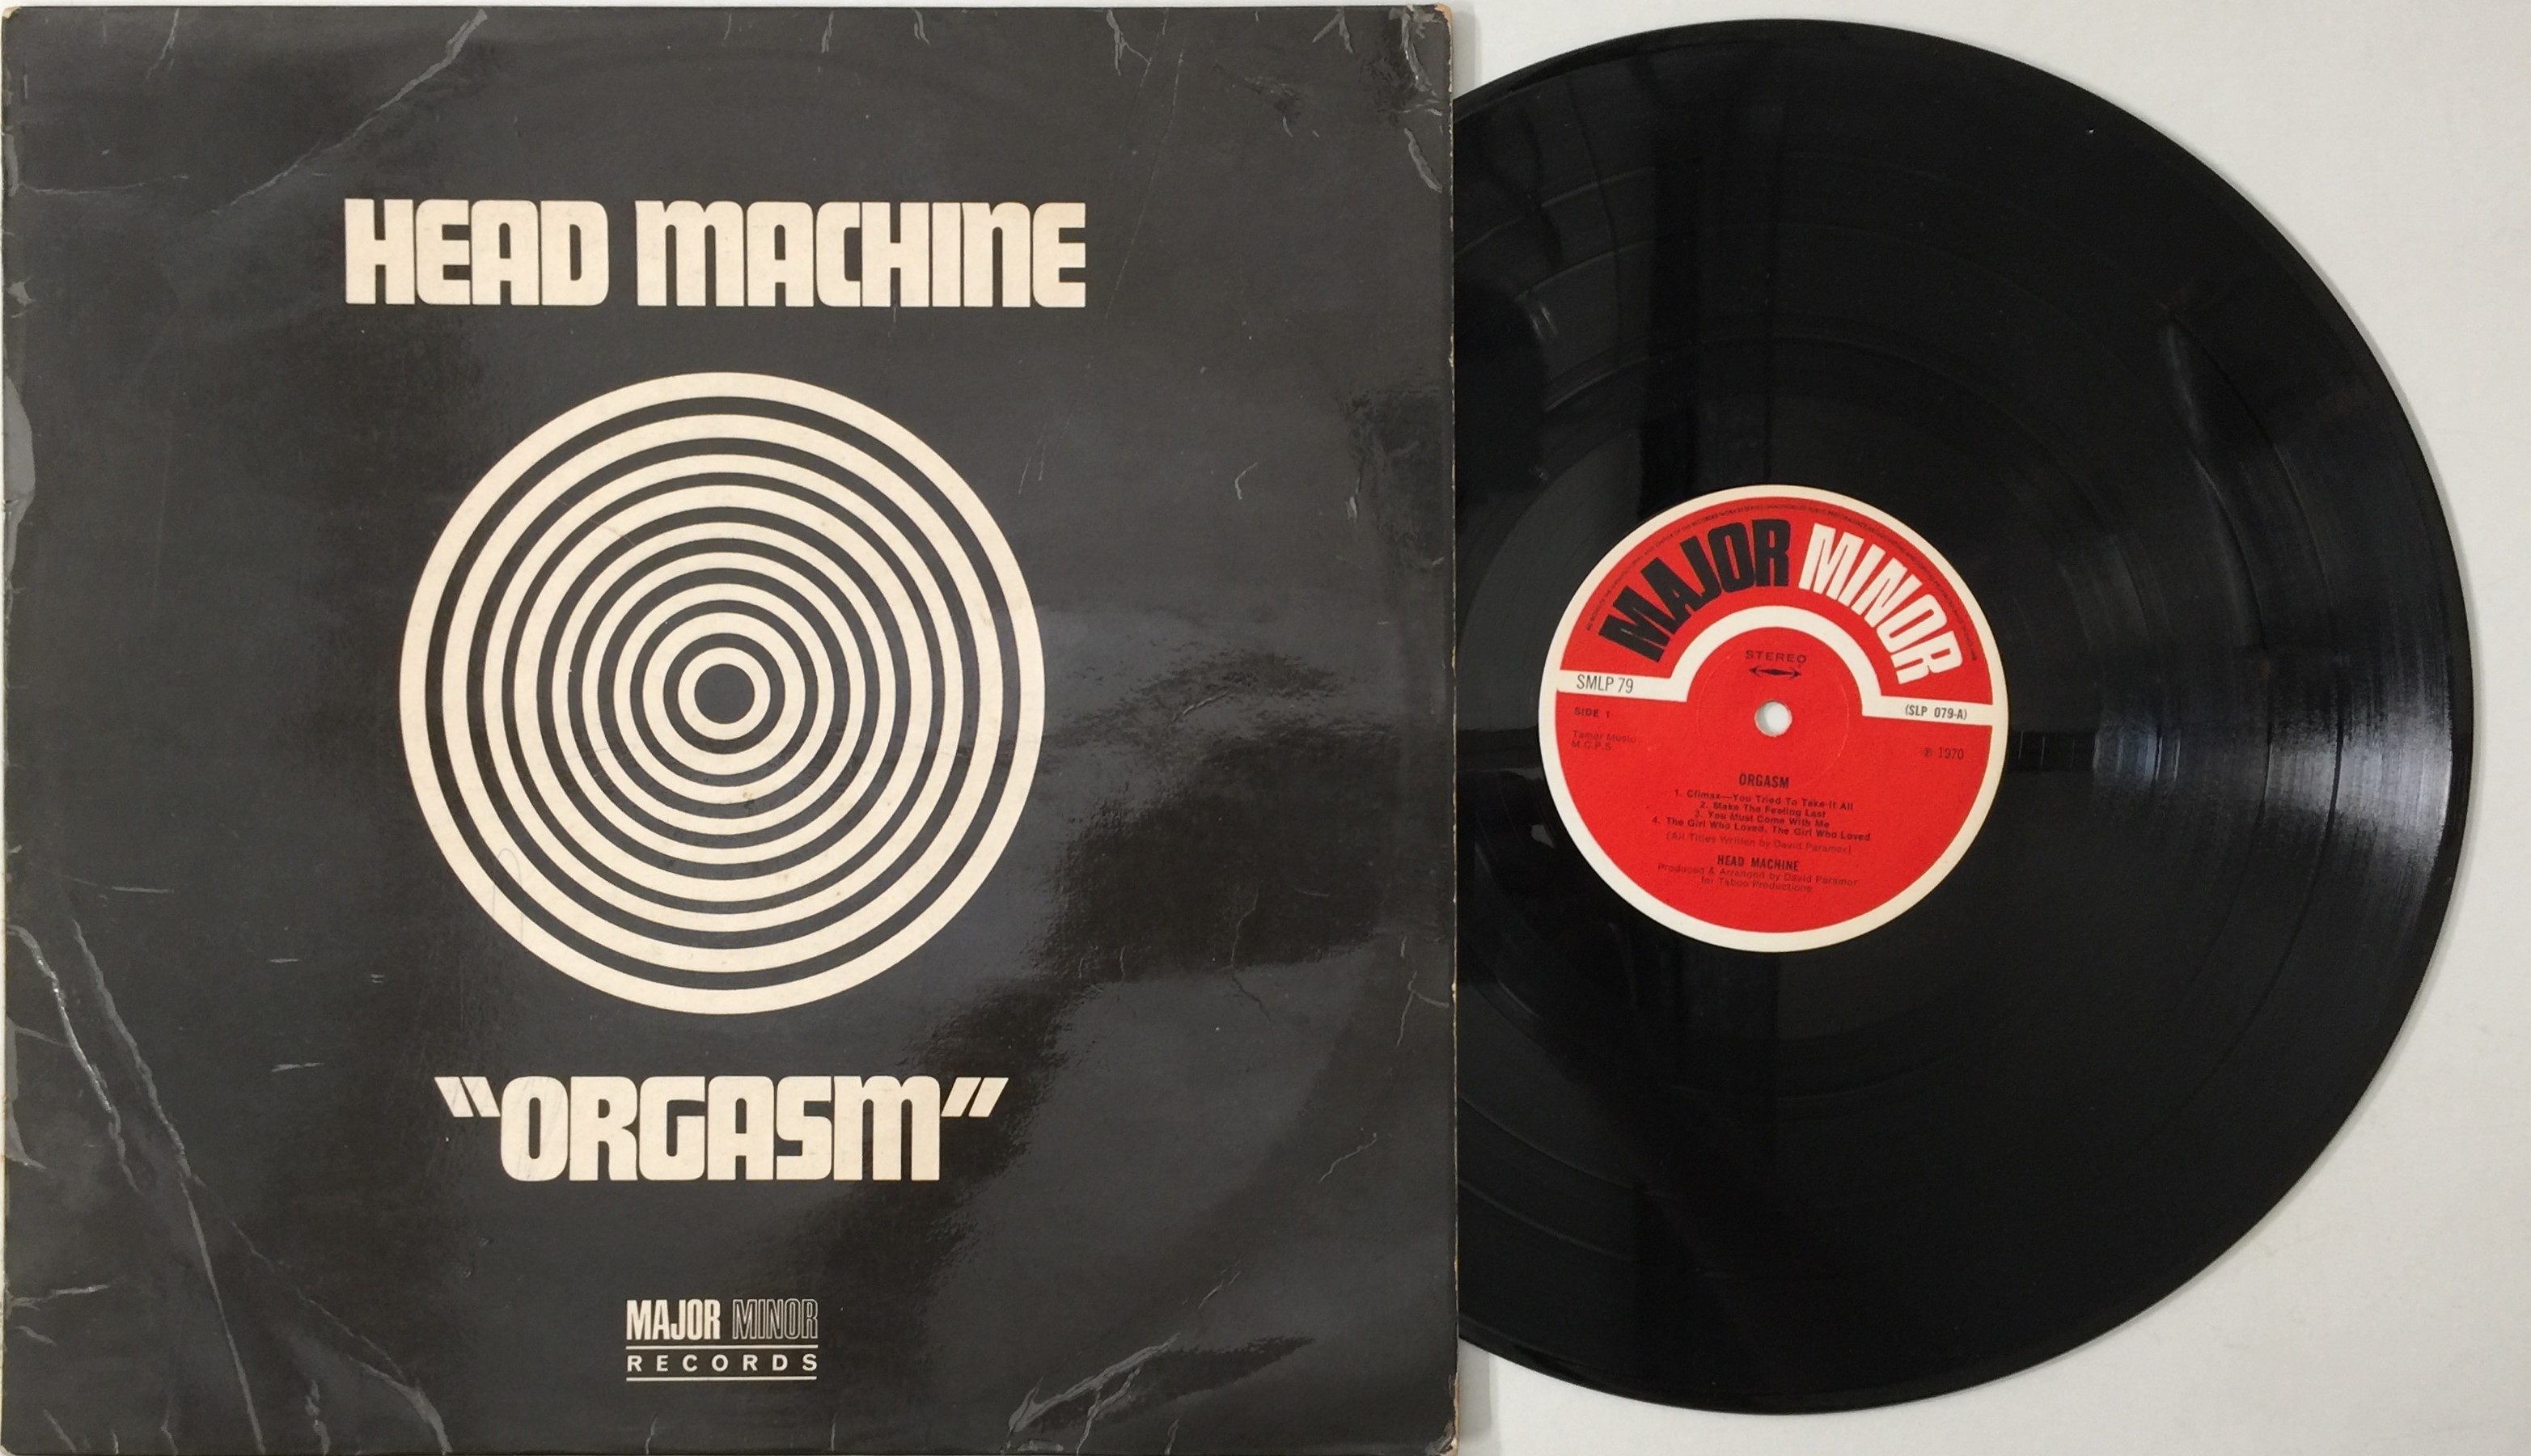 HEAD MACHINE
"ORGASM"
MAJOR MINOR
RECORDS
MAJOR MINOR
STEREO
SMLP 79
(SLP 079-A)
SIDE 1
Tamar Music
M.C.P.S
℗ 1970
ORGASM
1. Climax—You Tried To Take It All
2. Make The Feeling Last
3. You Must Come With Me
4. The Girl Who Loved, The Girl Who Loved
(All Titles Written by David Paramor)
HEAD MACHINE
Produced & Arranged by David Paramor
for Taboo Productions